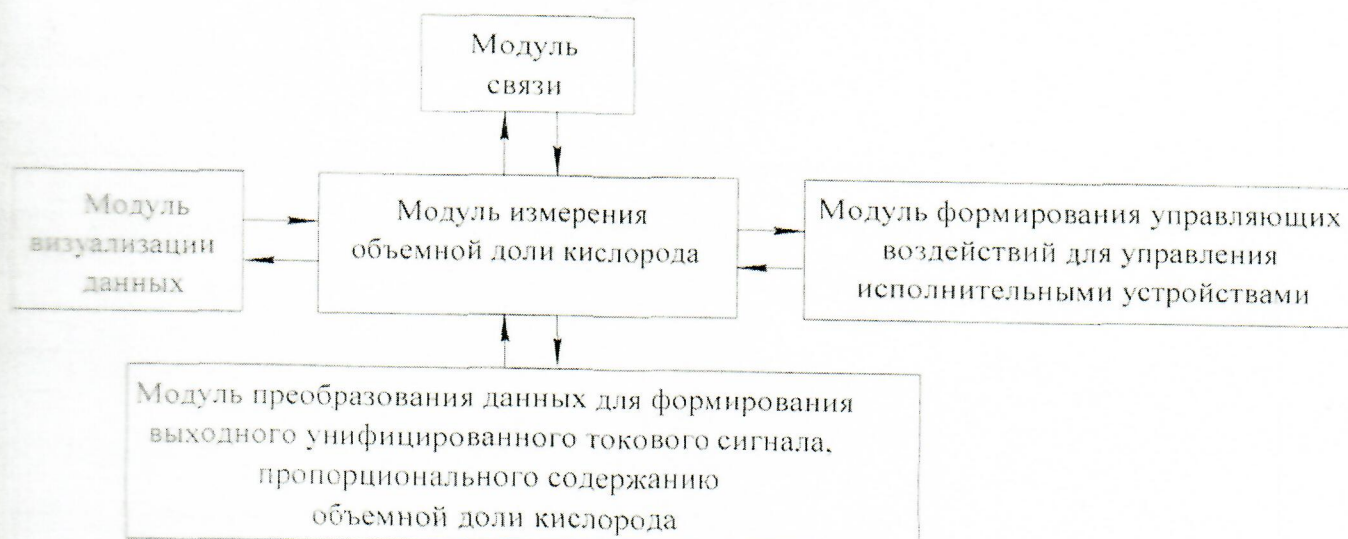 Модуль
связи
Модуль
визуализации
данных
Модуль измерения
объемной доли кислорода
Модуль формирования управляющих
воздействий для управления
исполнительными устройствами
Модуль преобразования данных для формирования
выходного унифицированного токового сигнала,
пропорционального содержанию
объемной доли кислорода